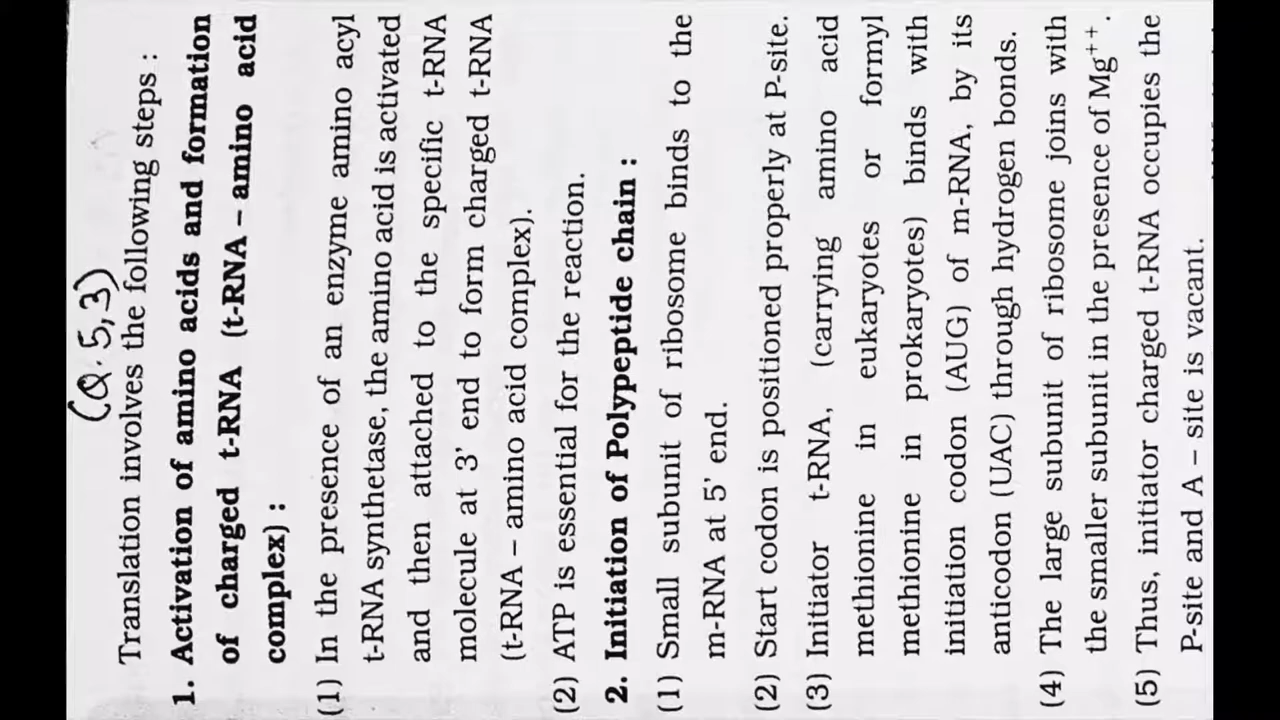 (Q. 5, 3)
Translation involves the following steps :
1. Activation of amino acids and formation
of charged t-RNA (t-RNA – amino acid
complex) :
(1) In the presence of an enzyme amino acyl
t-RNA synthetase, the amino acid is activated
and then attached to the specific t-RNA
molecule at 3' end to form charged t-RNA
(t-RNA – amino acid complex).
(2) ATP is essential for the reaction.
2. Initiation of Polypeptide chain :
(1) Small subunit of ribosome binds to the
m-RNA at 5' end.
(2) Start codon is positioned properly at P-site.
(3) Initiator t-RNA, (carrying amino acid
methionine in eukaryotes or formyl
methionine in prokaryotes) binds with
initiation codon (AUG) of m-RNA, by its
anticodon (UAC) through hydrogen bonds.
(4) The large subunit of ribosome joins with
the smaller subunit in the presence of Mg⁺⁺.
(5) Thus, initiator charged t-RNA occupies the
P-site and A – site is vacant.